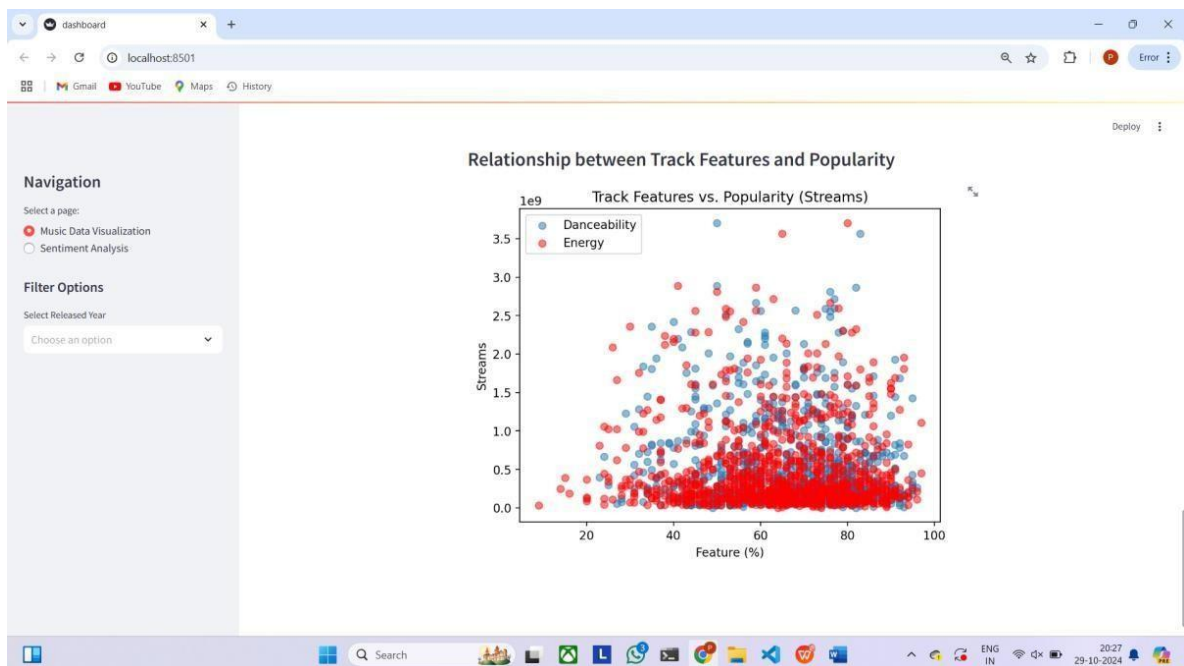 dashboard
localhost:8501
P
Error
Gmail
YouTube
Maps
History
Deploy
Navigation
Select a page:
Music Data Visualization
Sentiment Analysis
Filter Options
Select Released Year
Choose an option
Relationship between Track Features and Popularity
Track Features vs. Popularity (Streams)
1e9
Danceability
Energy
3.5
3.0
2.5
2.0
1.5
1.0
0.5
0.0
Streams
20 40 60 80 100
Feature (%)
Search
L
ENG
IN
20:27
29-10-2024
PRE